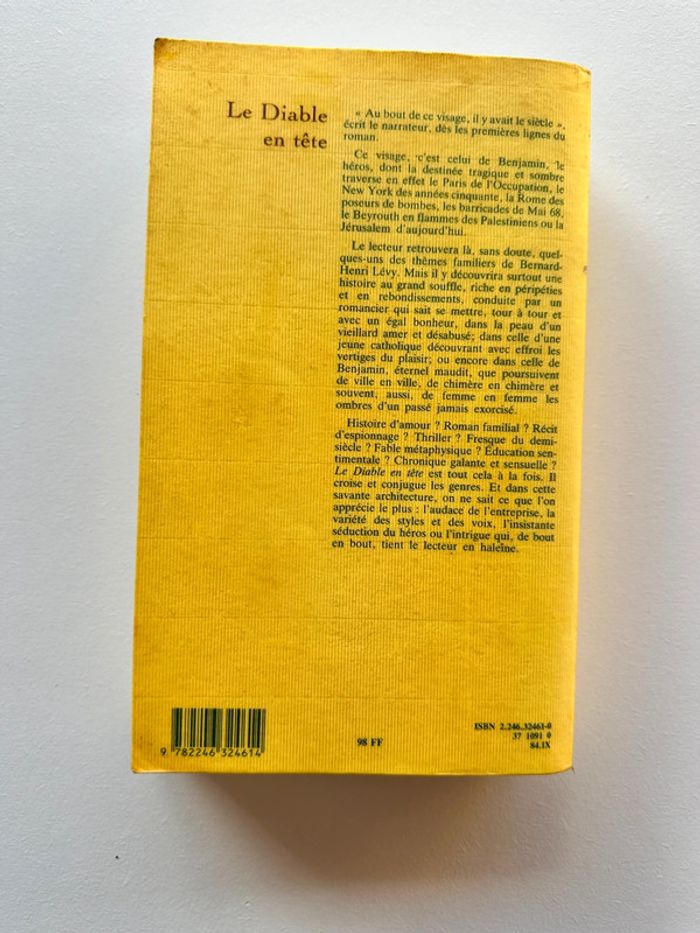 Le Diable
en tête
« Au bout de ce visage, il y avait le siècle »,
écrit le narrateur, dès les premières lignes du
roman.
Ce visage, c'est celui de Benjamin, le
héros, dont la destinée tragique et sombre
traverse en effet le Paris de l'Occupation, le
New York des années cinquante, la Rome des
poseurs de bombes, les barricades de Mai 68,
le Beyrouth en flammes des Palestiniens ou la
Jérusalem d'aujourd'hui.
Le lecteur retrouvera là, sans doute, quel-
ques-uns des thèmes familiers de Bernard-
Henri Lévy. Mais il y découvrira surtout une
histoire au grand souffle, riche en péripéties
et en rebondissements, conduite par un
romancier qui sait se mettre, tour à tour et
avec un égal bonheur, dans la peau d'un
vieillard amer et désabusé; dans celle d'une
jeune catholique découvrant avec effroi les
vertiges du plaisir; ou encore dans celle de
Benjamin, éternel maudit, que poursuivent
de ville en ville, de chimère en chimère et
souvent, aussi, de femme en femme les
ombres d'un passé jamais exorcisé.
Histoire d'amour ? Roman familial ? Récit
d'espionnage ? Thriller ? Fresque du demi-
siècle ? Fable métaphysique ? Éducation sen-
timentale ? Chronique galante et sensuelle ?
Le Diable en tête est tout cela à la fois. Il
croise et conjugue les genres. Et dans cette
savante architecture, on ne sait ce que l'on
apprécie le plus : l'audace de l'entreprise, la
variété des styles et des voix, l'insistante
séduction du héros ou l'intrigue qui, de bout
en bout, tient le lecteur en haleine.
9 782246 324614
98 FF
ISBN 2.246.32461-0
37 1091 0
84.IX